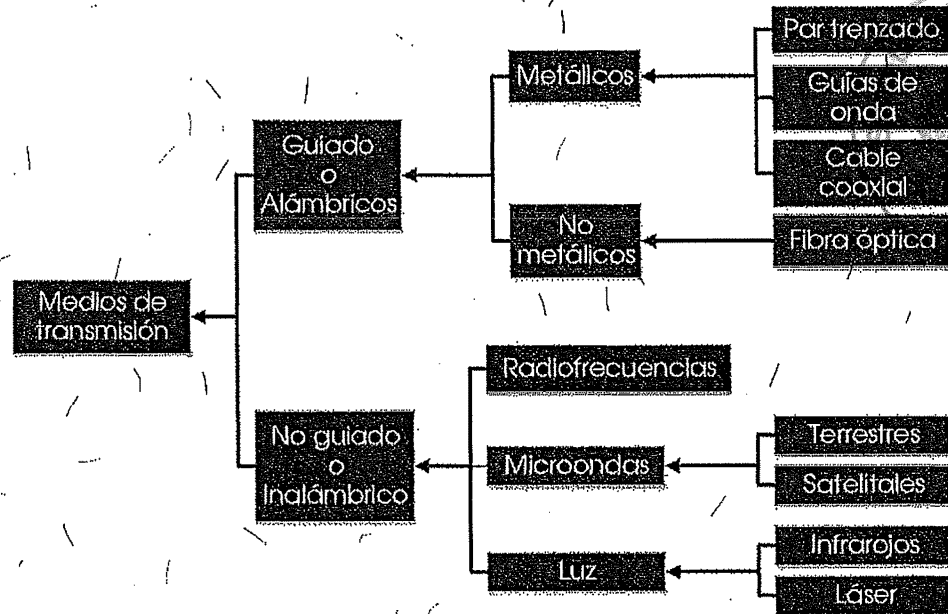 Medios de
transmisión
Guiado
o
Alámbricos
Metálicos
Par trenzado
Guías de
onda
Cable
coaxial
No
metálicos
Fibra óptica
No guiado
o
Inalámbrico
Radiofrecuencias
Microondas
Terrestres
Satelitales
Luz
Infrarojos
Láser